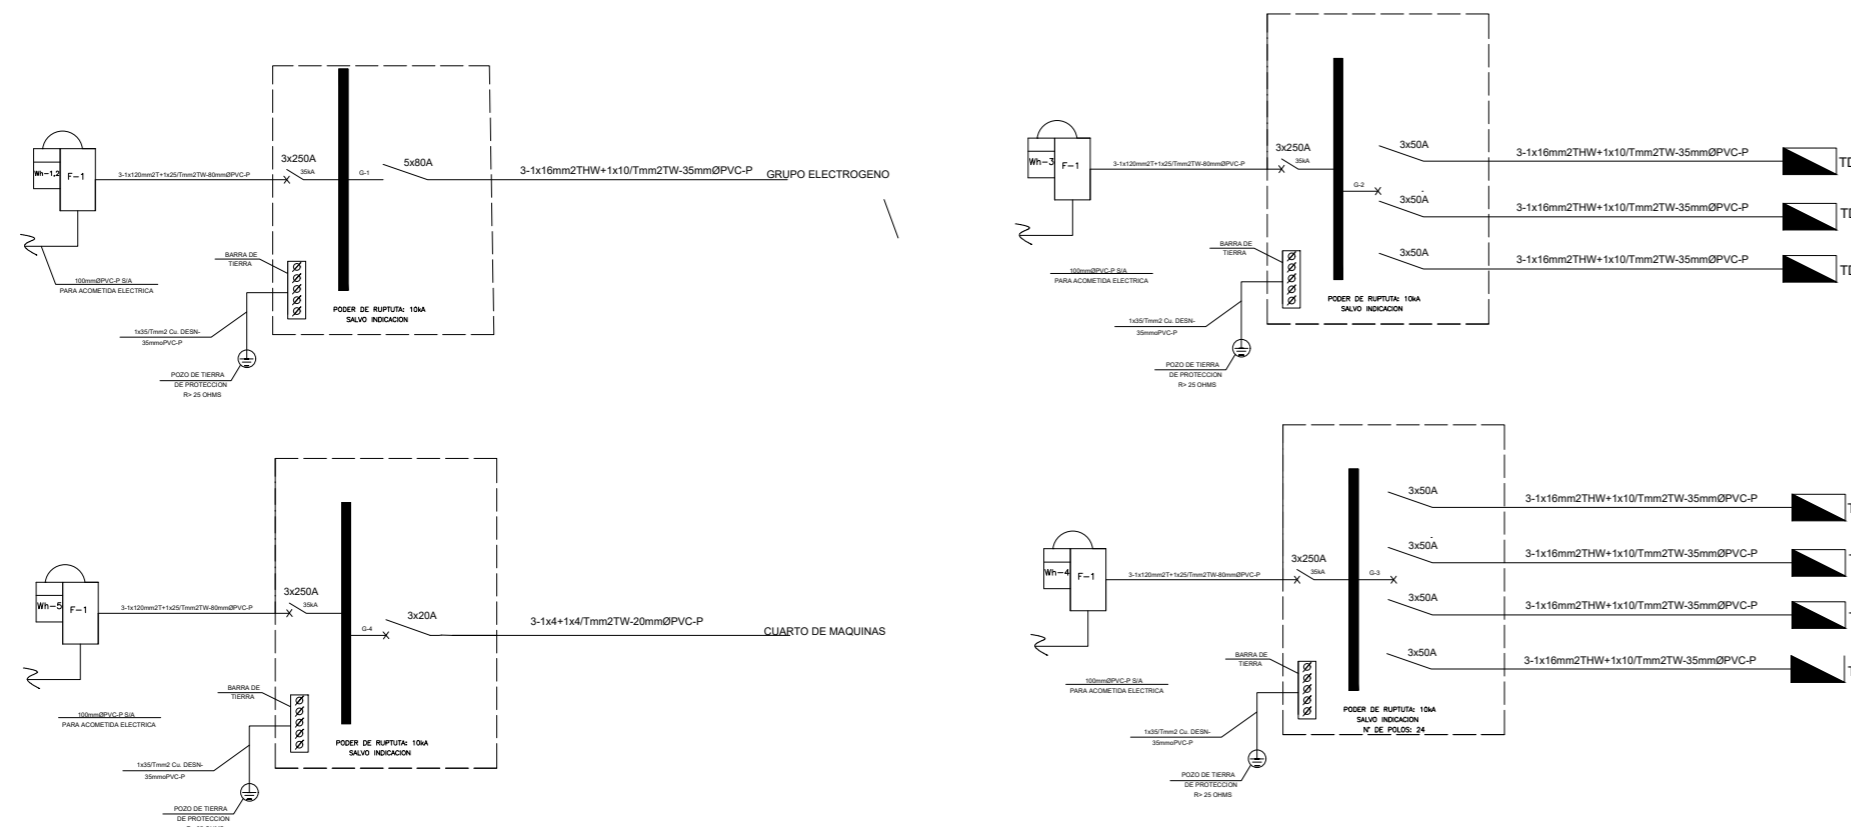 3x250A
35kA
Wh-1,2
F-1
3-1x120mm2T+1x25/Tmm2TW-80mmØPVC-P
G-1
5x80A
3-1x16mm2THW+1x10/Tmm2TW-35mmØPVC-P
GRUPO ELECTROGENO
BARRA DE
TIERRA
100mmØPVC-P S/A
PARA ACOMETIDA ELECTRICA
PODER DE RUPTUTA: 10kA
SALVO INDICACION
1x35/Tmm2 Cu. DESN-
35mmoPVC-P
POZO DE TIERRA
DE PROTECCION
R> 25 OHMS
3x250A
35kA
Wh-3
F-1
3-1x120mm2T+1x25/Tmm2TW-80mmØPVC-P
3x50A
3-1x16mm2THW+1x10/Tmm2TW-35mmØPVC-P
G-2
3x50A
3-1x16mm2THW+1x10/Tmm2TW-35mmØPVC-P
3x50A
3-1x16mm2THW+1x10/Tmm2TW-35mmØPVC-P
BARRA DE
TIERRA
100mmØPVC-P S/A
PARA ACOMETIDA ELECTRICA
PODER DE RUPTUTA: 10kA
SALVO INDICACION
1x35/Tmm2 Cu. DESN-
35mmoPVC-P
POZO DE TIERRA
DE PROTECCION
R> 25 OHMS
3x250A
35kA
Wh-5
F-1
3-1x120mm2T+1x25/Tmm2TW-80mmØPVC-P
G-4
3x20A
3-1x4+1x4/Tmm2TW-20mmØPVC-P
CUARTO DE MAQUINAS
BARRA DE
TIERRA
100mmØPVC-P S/A
PARA ACOMETIDA ELECTRICA
PODER DE RUPTUTA: 10kA
SALVO INDICACION
1x35/Tmm2 Cu. DESN-
35mmoPVC-P
POZO DE TIERRA
DE PROTECCION
3x250A
35kA
Wh-4
F-1
3-1x120mm2T+1x25/Tmm2TW-80mmØPVC-P
3x50A
3-1x16mm2THW+1x10/Tmm2TW-35mmØPVC-P
3x50A
3-1x16mm2THW+1x10/Tmm2TW-35mmØPVC-P
G-3
3x50A
3-1x16mm2THW+1x10/Tmm2TW-35mmØPVC-P
3x50A
3-1x16mm2THW+1x10/Tmm2TW-35mmØPVC-P
BARRA DE
TIERRA
100mmØPVC-P S/A
PARA ACOMETIDA ELECTRICA
PODER DE RUPTUTA: 10kA
SALVO INDICACION
N° DE POLOS: 24
1x35/Tmm2 Cu. DESN-
35mmoPVC-P
POZO DE TIERRA
DE PROTECCION
R> 25 OHMS